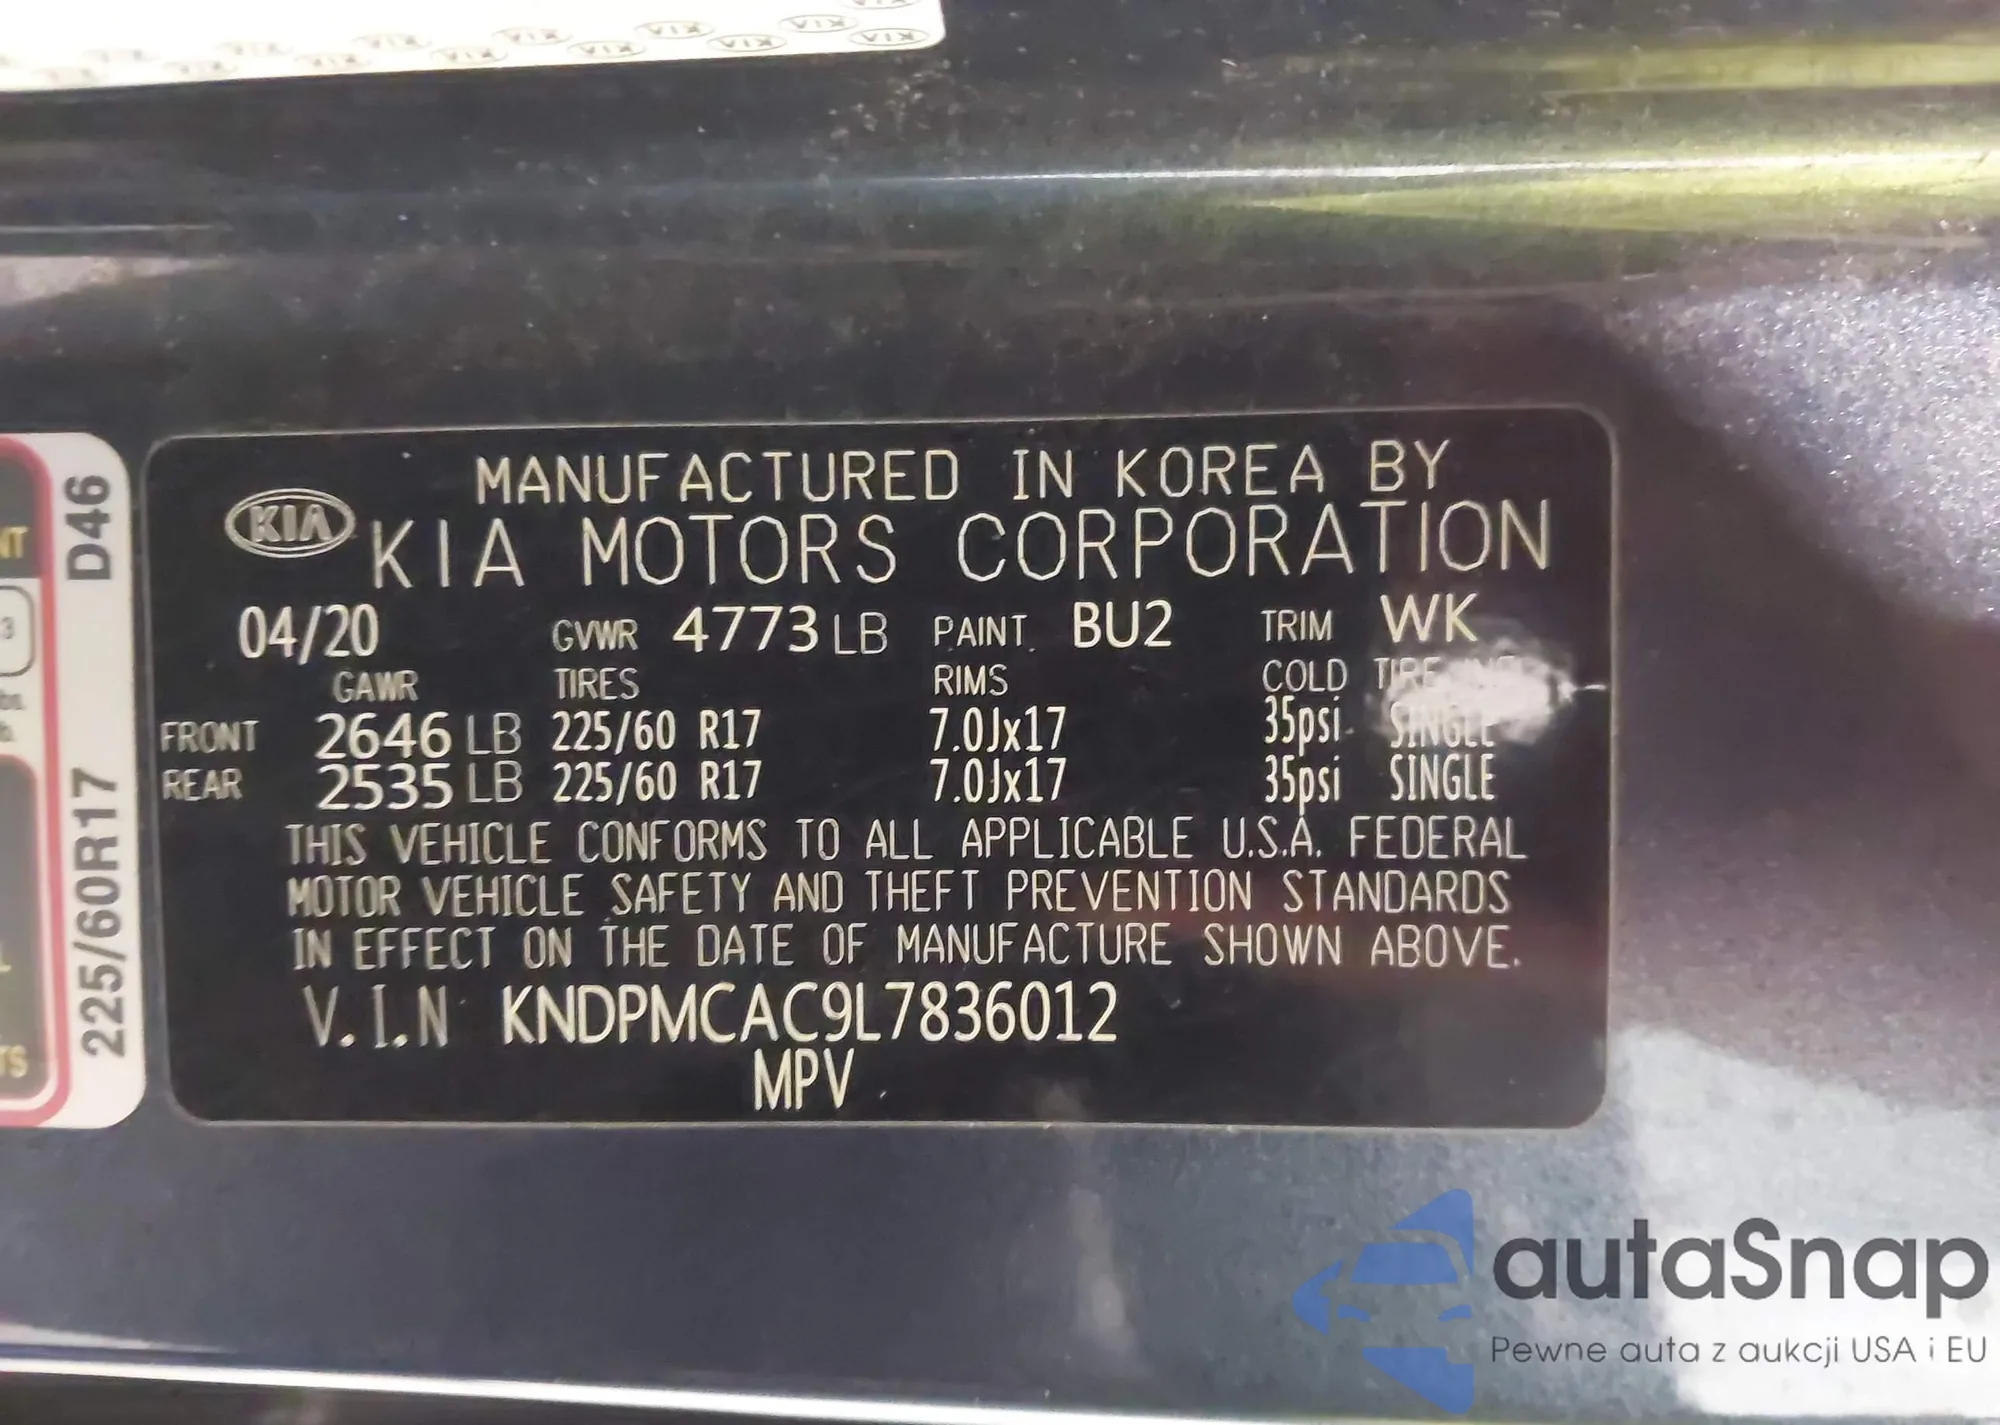 MANUFACTURED IN KOREA BY
KIA KIA MOTORS CORPORATION
04/20 GVWR 4773 LB PAINT BU2 TRIM WK
GAWR TIRES RIMS COLD TIRE
FRONT 2646 LB 225/60 R17 7.0Jx17 35psi SINGLE
REAR 2535 LB 225/60 R17 7.0Jx17 35psi SINGLE
THIS VEHICLE CONFORMS TO ALL APPLICABLE U.S.A. FEDERAL
MOTOR VEHICLE SAFETY AND THEFT PREVENTION STANDARDS
IN EFFECT ON THE DATE OF MANUFACTURE SHOWN ABOVE.
V.I.N KNDPMCAC9L7836012
MPV
225/60R17 D46
autaSnap
Pewne auta z aukcji USA i EU